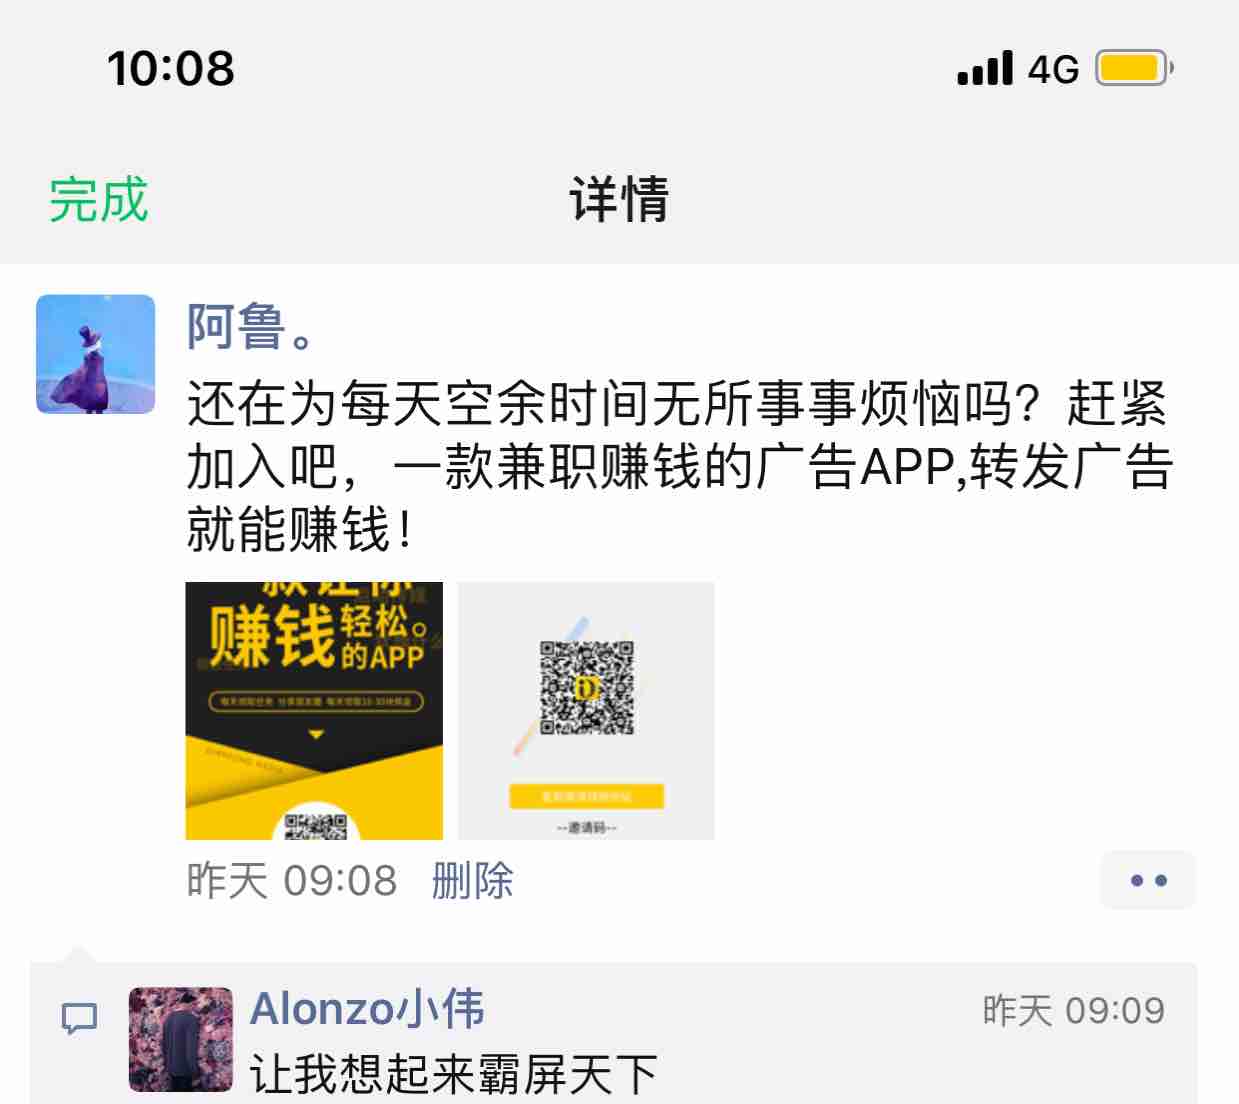 10:08
4G
完成
详情
阿鲁。
还在为每天空余时间无所事事烦恼吗？赶紧
加入吧，一款兼职赚钱的广告APP,转发广告
就能赚钱！
款让你
赚钱轻松。
的APP
--邀请码--
昨天 09:08 删除
Alonzo小伟
昨天 09:09
让我想起来霸屏天下